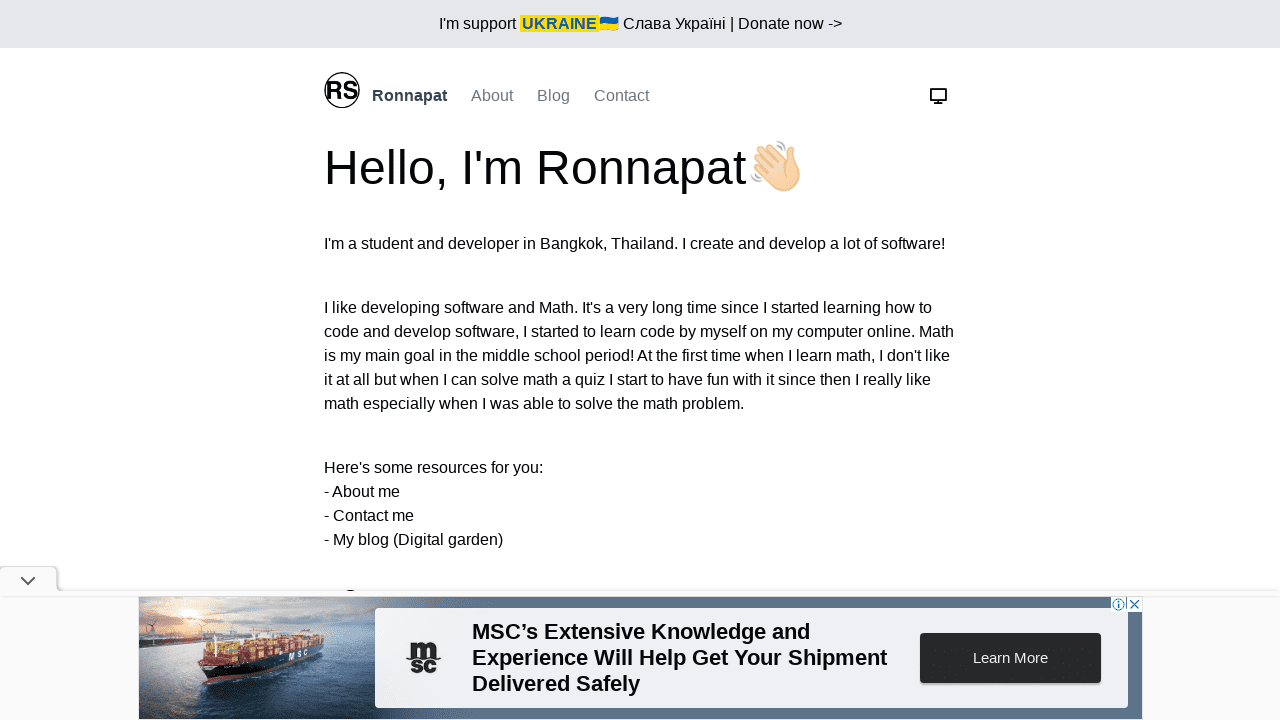 I'm support UKRAINE🇺🇦 Слава Україні | Donate now ->
RS Ronnapat About Blog Contact
Hello, I'm Ronnapat👋🏻
I'm a student and developer in Bangkok, Thailand. I create and develop a lot of software!
I like developing software and Math. It's a very long time since I started learning how to
code and develop software, I started to learn code by myself on my computer online. Math
is my main goal in the middle school period! At the first time when I learn math, I don't like
it at all but when I can solve math a quiz I start to have fun with it since then I really like
math especially when I was able to solve the math problem.
Here's some resources for you:
- About me
- Contact me
- My blog (Digital garden)
MSC
msc
MSC’s Extensive Knowledge and
Experience Will Help Get Your Shipment
Delivered Safely
Learn More